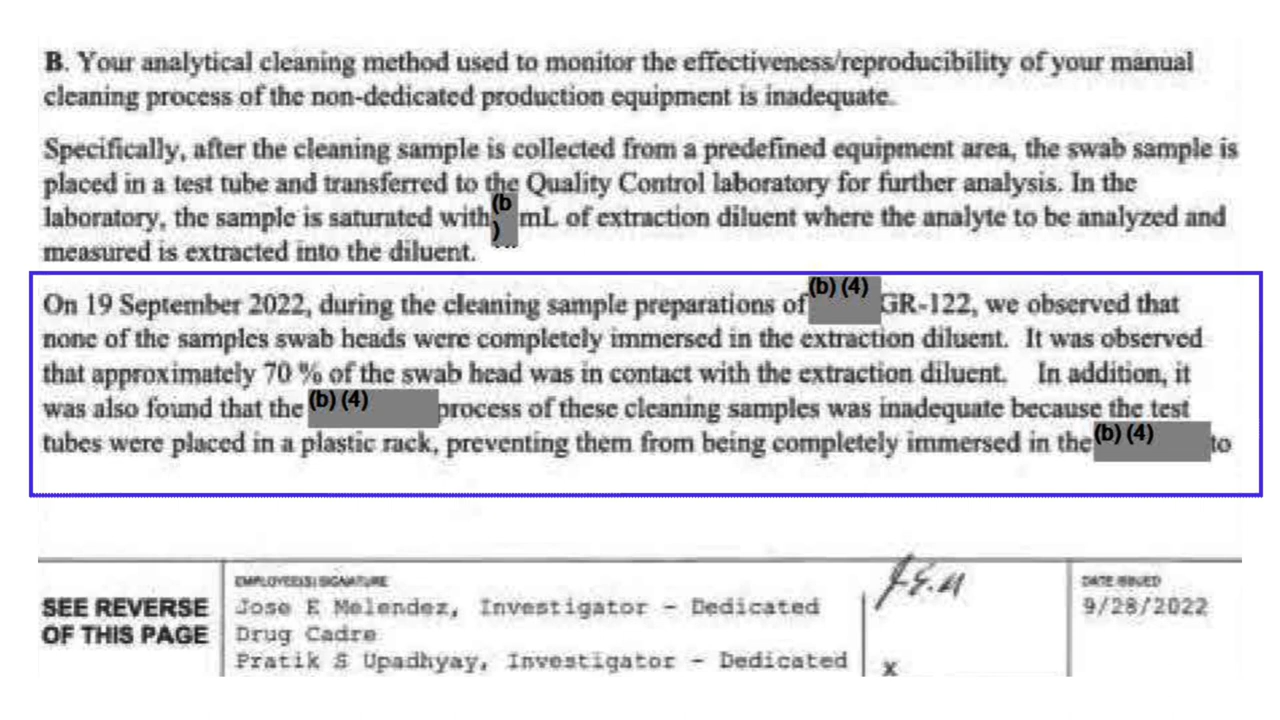 B. Your analytical cleaning method used to monitor the effectiveness/reproducibility of your manual
cleaning process of the non-dedicated production equipment is inadequate.
Specifically, after the cleaning sample is collected from a predefined equipment area, the swab sample is
placed in a test tube and transferred to the Quality Control laboratory for further analysis. In the
laboratory, the sample is saturated with (b) mL of extraction diluent where the analyte to be analyzed and
measured is extracted into the diluent.
On 19 September 2022, during the cleaning sample preparations of (b) (4) GR-122, we observed that
none of the samples swab heads were completely immersed in the extraction diluent. It was observed
that approximately 70 % of the swab head was in contact with the extraction diluent. In addition, it
was also found that the (b) (4) process of these cleaning samples was inadequate because the test
tubes were placed in a plastic rack, preventing them from being completely immersed in the (b) (4) to
SEE REVERSE
OF THIS PAGE
EMPLOYEE(S) SIGNATURE
Jose E Melendez, Investigator - Dedicated
Drug Cadre
Pratik S Upadhyay, Investigator - Dedicated
J.E.M
X
DATE ISSUED
9/28/2022